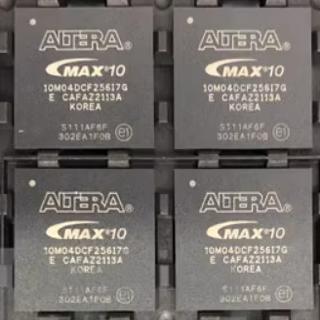 ALTERA
MAX®10
10M04DCF256I7G
E CAFAZ2113A
KOREA
S111AF6F
302EA1F0B e1
ALTERA
MAX®10
10M04DCF256I7G
E CAFAZ2113A
KOREA
S111AF6F
302EA1F0B e1
ALTERA
MAX®10
10M04DCF256I7G
E CAFAZ2113A
KOREA
S111AF6F
302EA1F0B e1
ALTERA
MAX®10
10M04DCF256I7G
E CAFAZ2113A
KOREA
S111AF6F
302EA1F0B e1